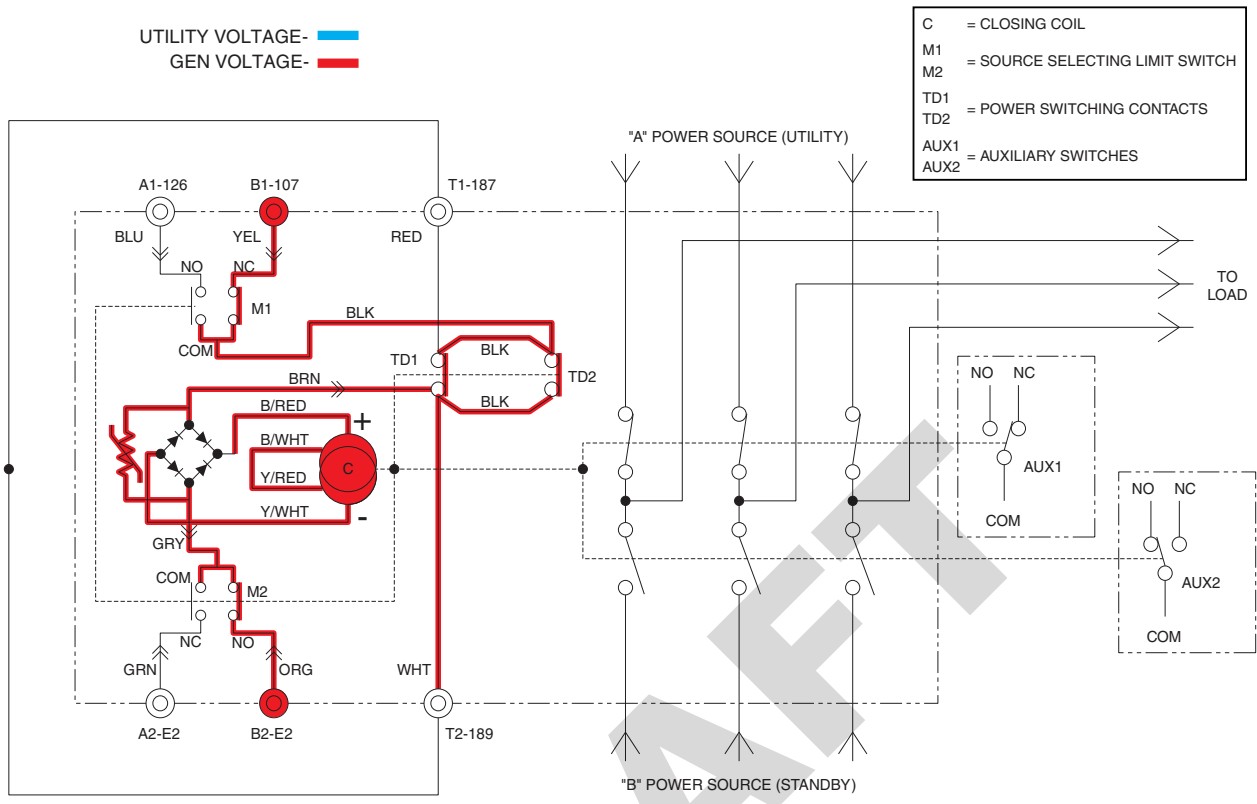 UTILITY VOLTAGE-
GEN VOLTAGE-
C = CLOSING COIL
M1
M2 = SOURCE SELECTING LIMIT SWITCH
TD1
TD2 = POWER SWITCHING CONTACTS
AUX1
AUX2 = AUXILIARY SWITCHES
"A" POWER SOURCE (UTILITY)
A1-126
B1-107
T1-187
BLU
YEL
RED
NO
NC
M1
COM
BLK
TO
LOAD
TD1
BLK
TD2
BRN
BLK
B/RED
+
B/WHT
C
Y/RED
Y/WHT
-
NO
NC
AUX1
COM
NO
NC
AUX2
COM
GRY
COM
M2
NC
NO
GRN
ORG
WHT
A2-E2
B2-E2
T2-189
"B" POWER SOURCE (STANDBY)
AFT